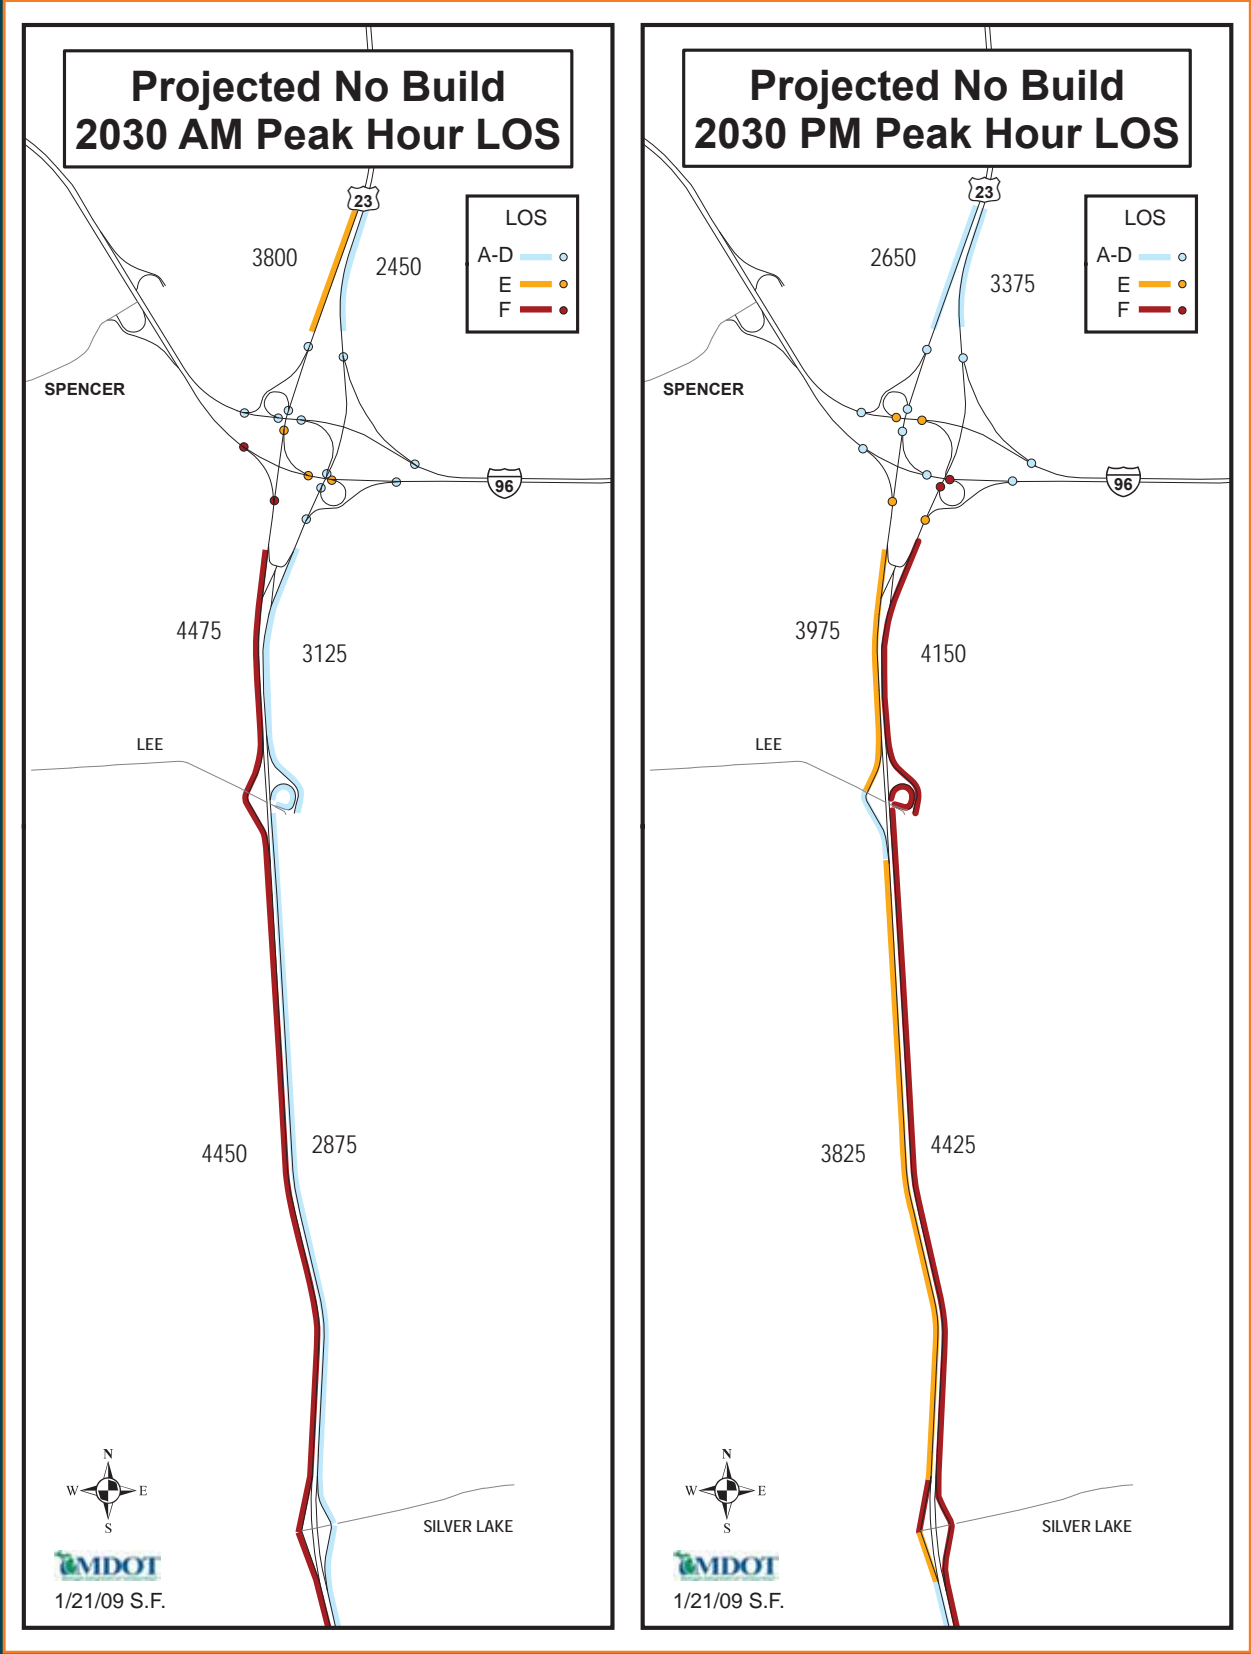 Projected No Build
2030 AM Peak Hour LOS
23
LOS
A-D
E
F
3800
2450
SPENCER
96
4475
3125
LEE
4450
2875
N
W
E
S
SILVER LAKE
MDOT
1/21/09 S.F.
Projected No Build
2030 PM Peak Hour LOS
23
LOS
A-D
E
F
2650
3375
SPENCER
96
3975
4150
LEE
3825
4425
N
W
E
S
SILVER LAKE
MDOT
1/21/09 S.F.